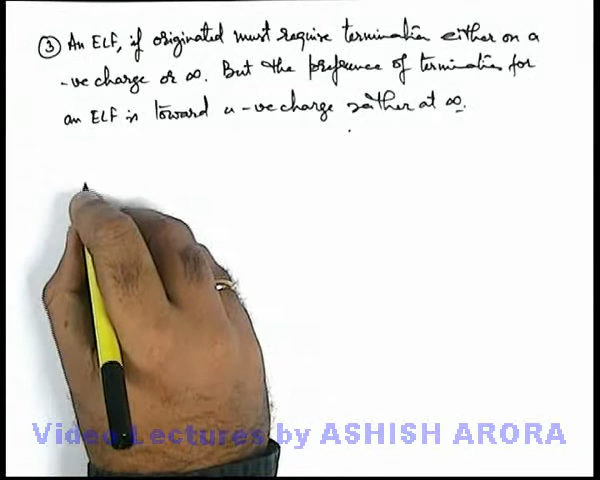 ③ An ELF, if originated must require termination either on a
-ve charge or ∞. But the preference of termination for
an ELF is toward a -ve charge rather at ∞.
Video Lectures by ASHISH ARORA